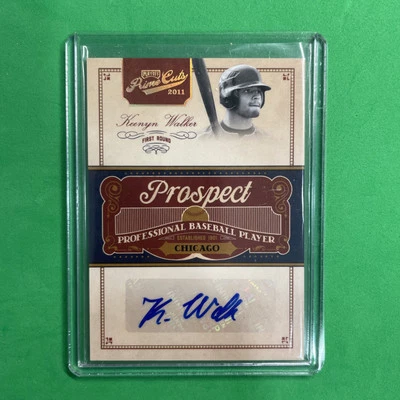 PLAYOFF
Prime Cuts
2011
Keenyn Walker
FIRST ROUND
Prospect
PROFESSIONAL BASEBALL PLAYER
CHICAGO
K. Walk